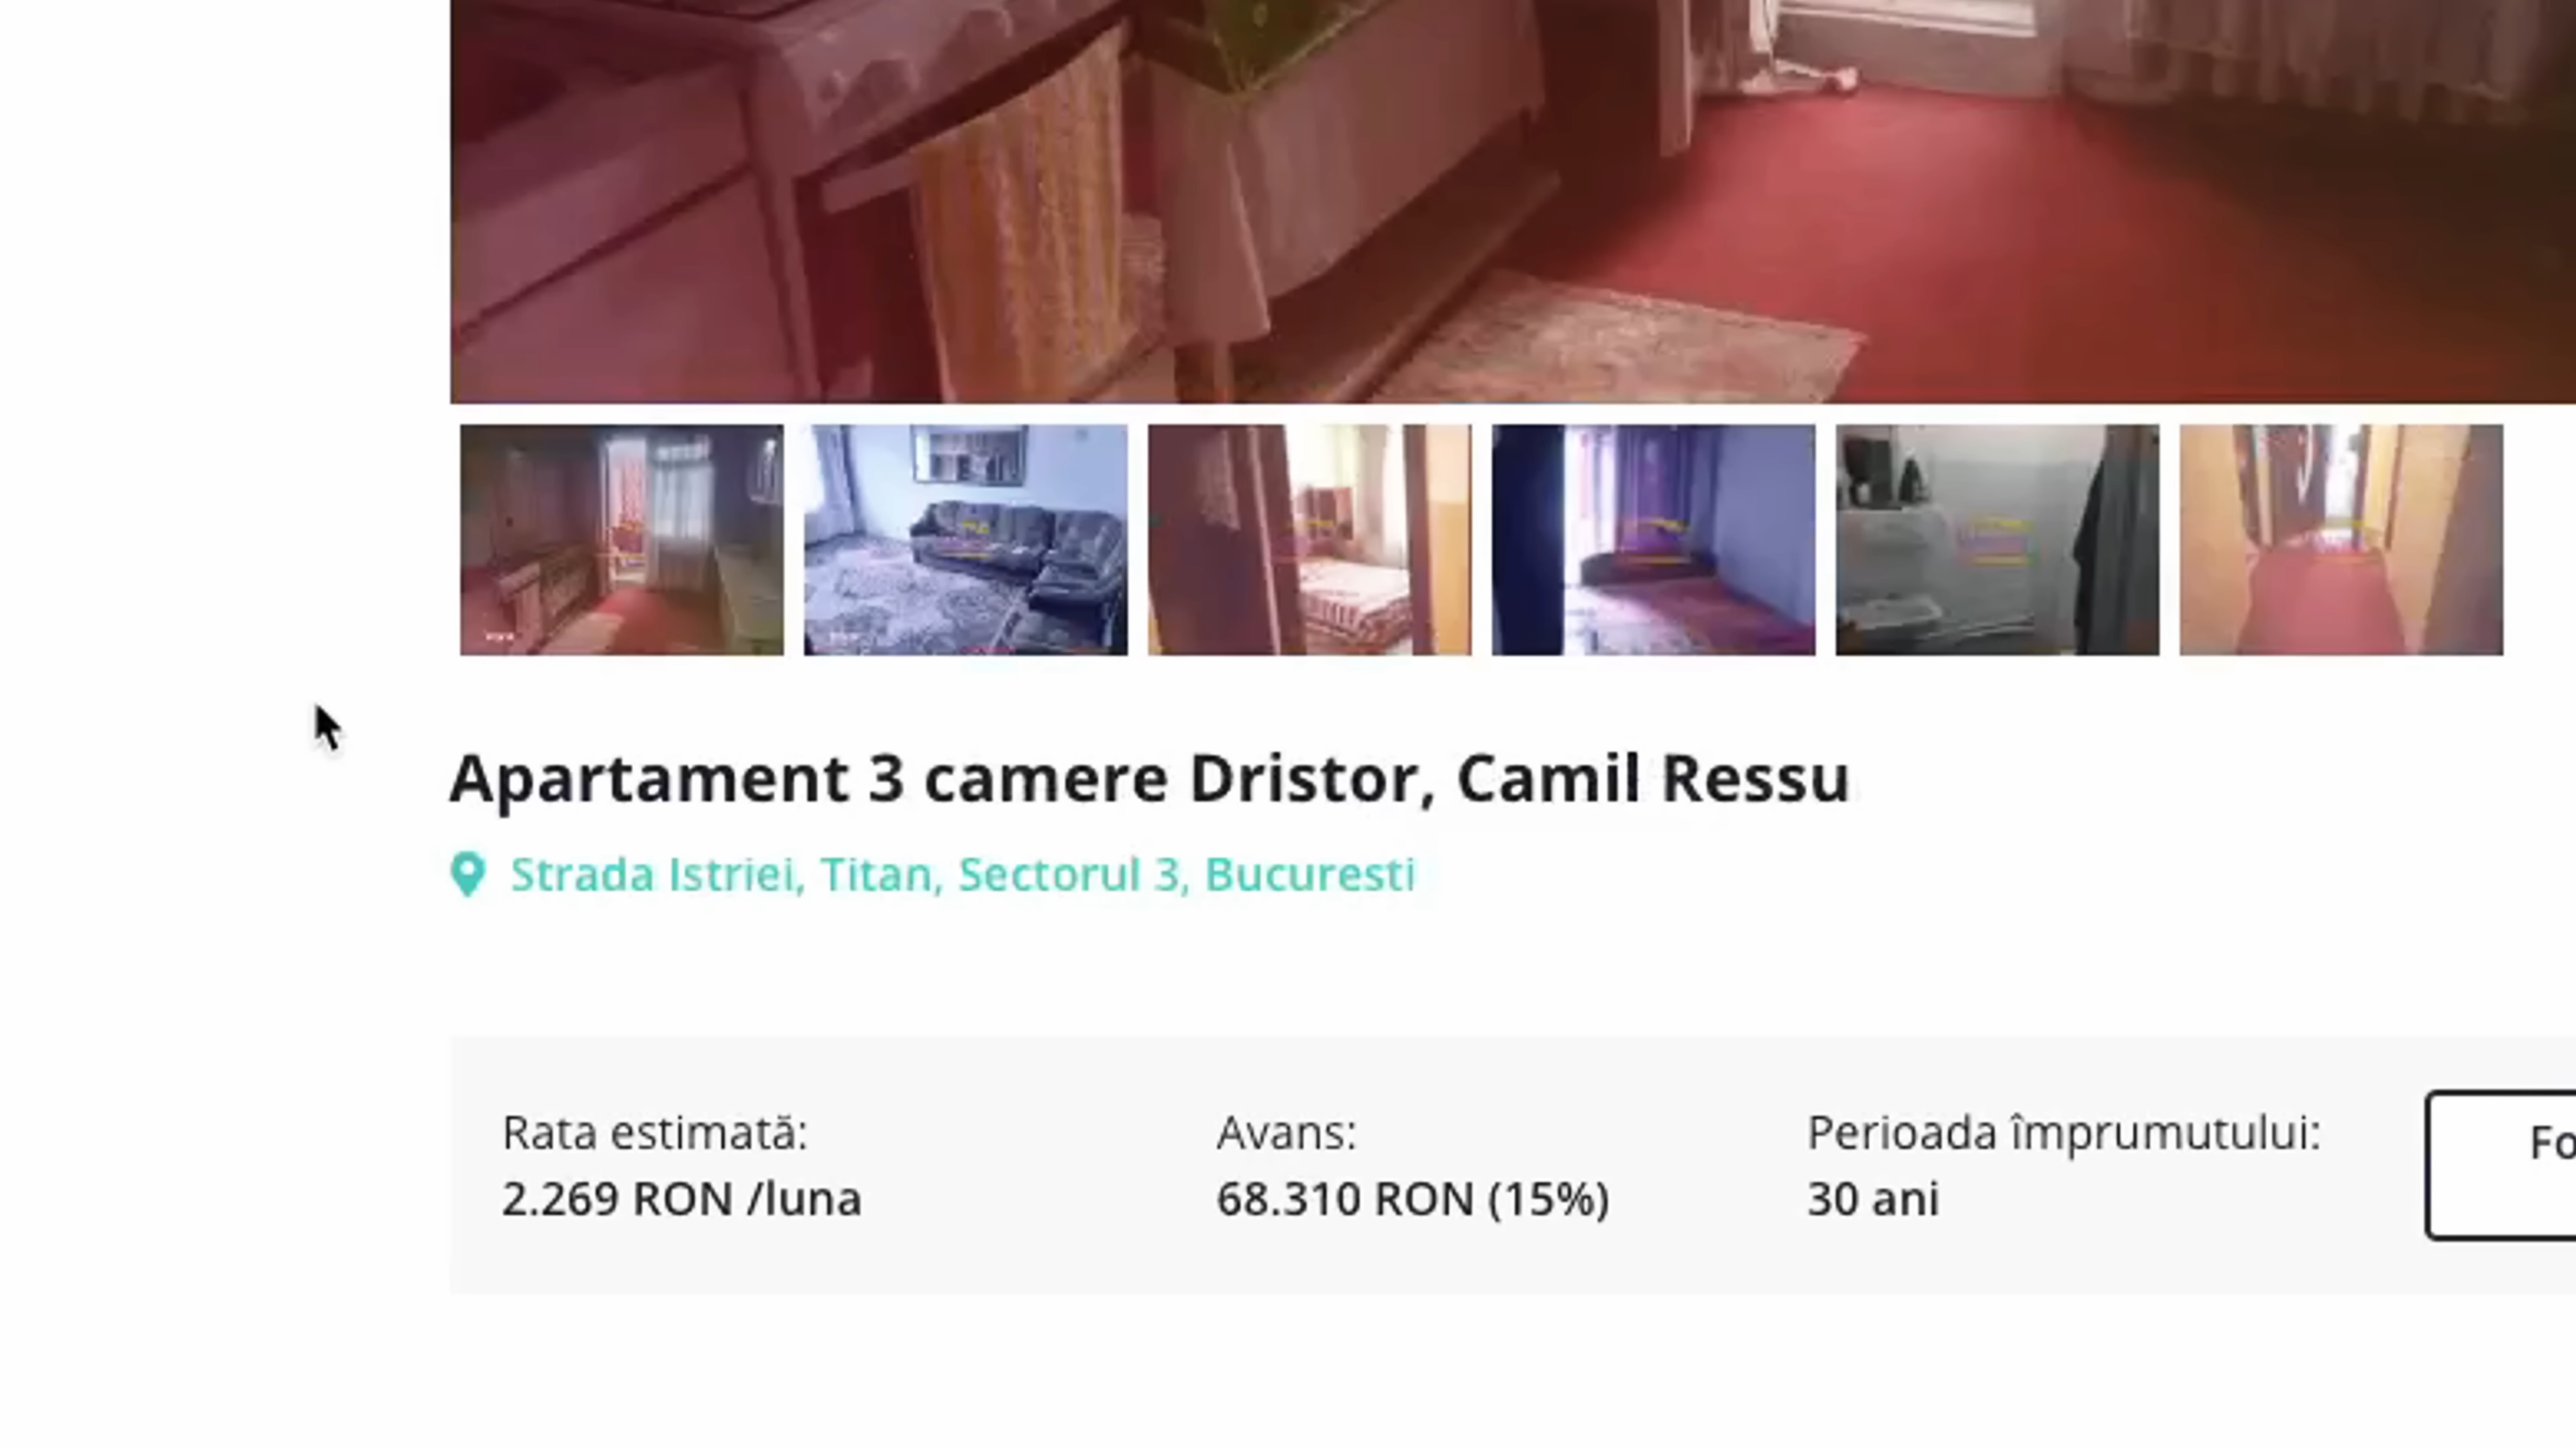 Apartament 3 camere Dristor, Camil Ressu
Strada Istriei, Titan, Sectorul 3, Bucuresti
Rata estimată: Avans: Perioada împrumutului: Fo
2.269 RON /luna 68.310 RON (15%) 30 ani